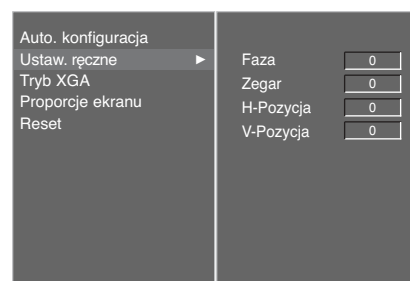 Auto. konfiguracja
Ustaw. ręczne ►
Tryb XGA
Proporcje ekranu
Reset
Faza 0
Zegar 0
H-Pozycja 0
V-Pozycja 0